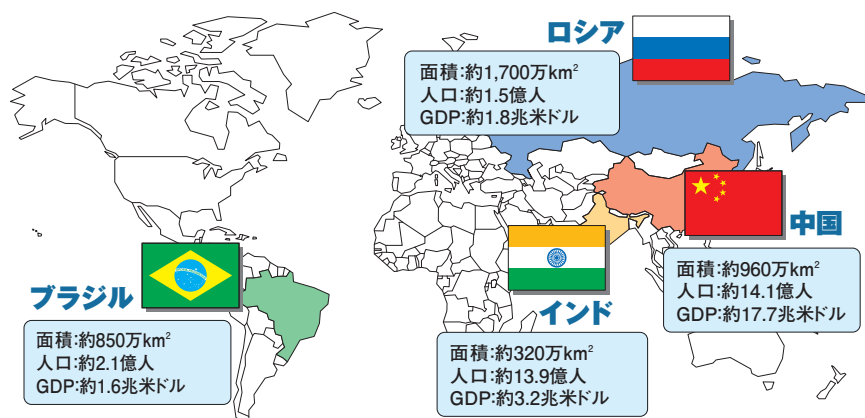 ロシア
面積:約1,700万km²
人口:約1.5億人
GDP:約1.8兆米ドル
中国
面積:約960万km²
人口:約14.1億人
GDP:約17.7兆米ドル
インド
面積:約320万km²
人口:約13.9億人
GDP:約3.2兆米ドル
ブラジル
面積:約850万km²
人口:約2.1億人
GDP:約1.6兆米ドル